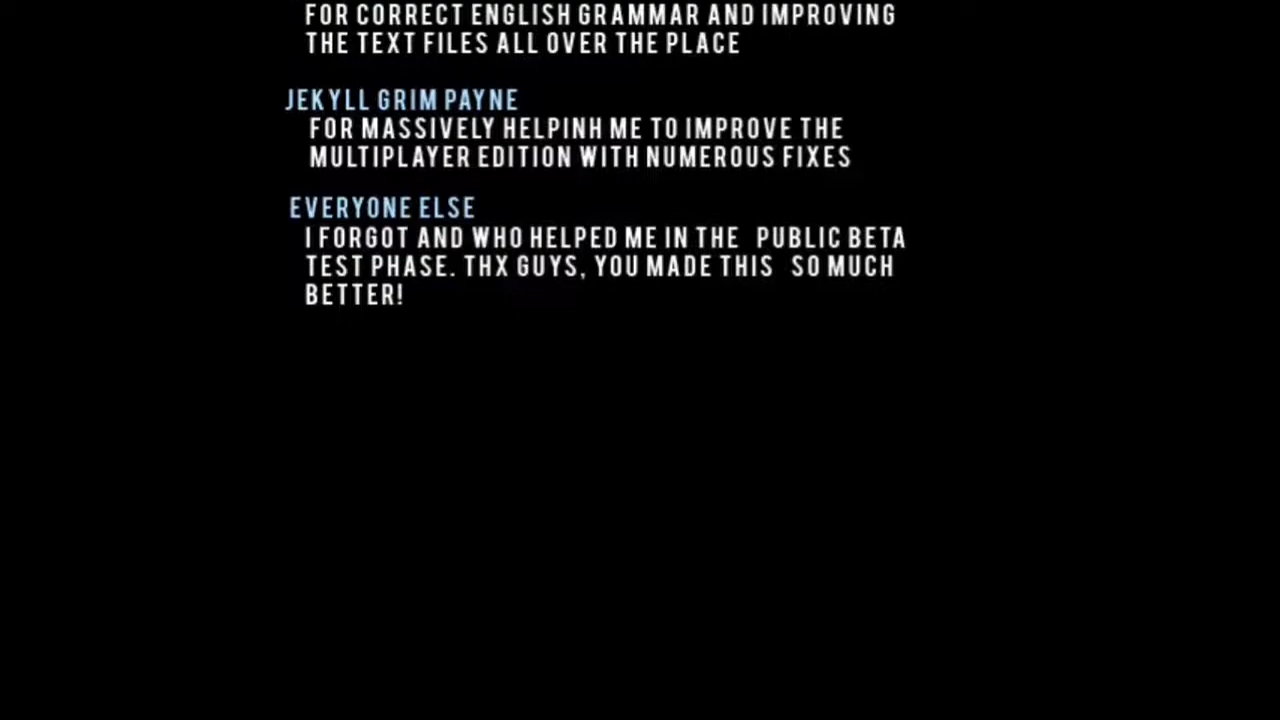 FOR CORRECT ENGLISH GRAMMAR AND IMPROVING
THE TEXT FILES ALL OVER THE PLACE
JEKYLL GRIM PAYNE
FOR MASSIVELY HELPINH ME TO IMPROVE THE
MULTIPLAYER EDITION WITH NUMEROUS FIXES
EVERYONE ELSE
I FORGOT AND WHO HELPED ME IN THE PUBLIC BETA
TEST PHASE. THX GUYS, YOU MADE THIS SO MUCH
BETTER!